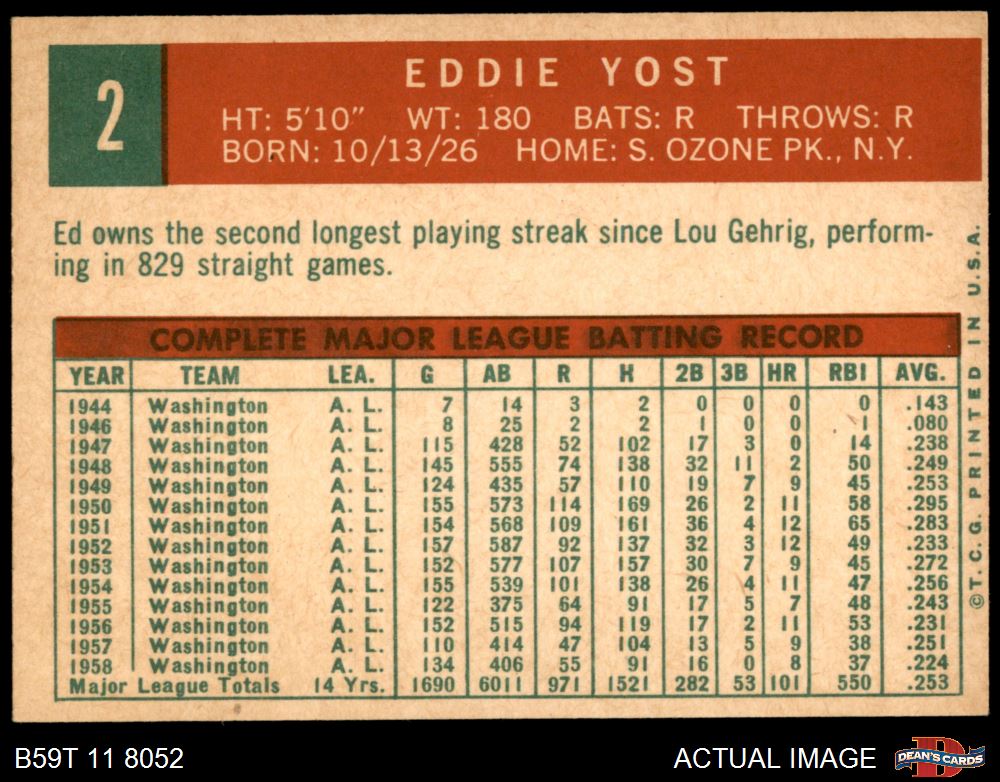 2
EDDIE YOST
HT: 5'10" WT: 180 BATS: R THROWS: R
BORN: 10/13/26 HOME: S. OZONE PK., N.Y.
Ed owns the second longest playing streak since Lou Gehrig, perform-
ing in 829 straight games.
COMPLETE MAJOR LEAGUE BATTING RECORD
YEAR TEAM LEA. G AB R H 2B 3B HR RBI AVG.
1944 Washington A. L. 7 14 3 2 0 0 0 0 .143
1946 Washington A. L. 8 25 2 2 1 0 0 1 .080
1947 Washington A. L. 115 428 52 102 17 3 0 14 .238
1948 Washington A. L. 145 555 74 138 32 11 2 50 .249
1949 Washington A. L. 124 435 57 110 19 7 9 45 .253
1950 Washington A. L. 155 573 114 169 26 2 11 58 .295
1951 Washington A. L. 154 568 109 161 36 4 12 65 .283
1952 Washington A. L. 157 587 92 137 32 3 12 49 .233
1953 Washington A. L. 152 577 107 157 30 7 9 45 .272
1954 Washington A. L. 155 539 101 138 26 4 11 47 .256
1955 Washington A. L. 122 375 64 91 17 5 7 48 .243
1956 Washington A. L. 152 515 94 119 17 2 11 53 .231
1957 Washington A. L. 110 414 47 104 13 5 9 38 .251
1958 Washington A. L. 134 406 55 91 16 0 8 37 .224
Major League Totals 14 Yrs. 1690 6011 971 1521 282 53 101 550 .253
©T.C.G. PRINTED IN U.S.A.
B59T 11 8052
ACTUAL IMAGE
D
DEAN'S CARDS